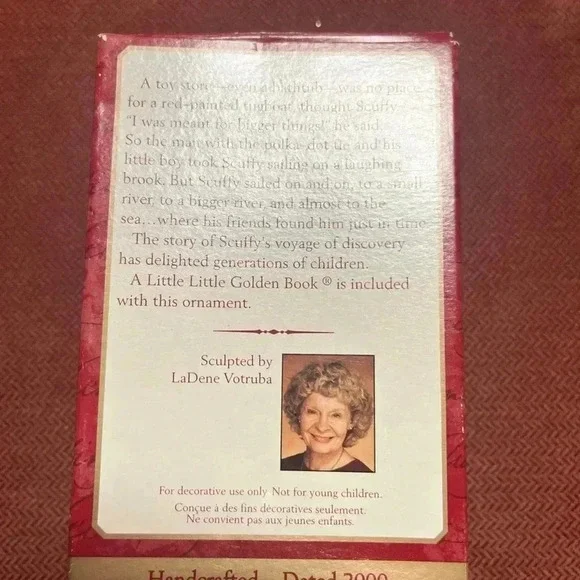 A toy store—even a bathtub—was no place
for a red-painted tugboat, thought Scuffy.
"I was meant for bigger things!" he said.
So the man with the polka-dot tie and his
little boy took Scuffy sailing on a laughing
brook. But Scuffy sailed on and on, to a small
river, to a bigger river, and almost to the
sea...where his friends found him just in time.
The story of Scuffy's voyage of discovery
has delighted generations of children.
A Little Little Golden Book® is included
with this ornament.
Sculpted by
LaDene Votruba
For decorative use only Not for young children.
Conçue à des fins décoratives seulement.
Ne convient pas aux jeunes enfants.
Handcrafted Dated 2000